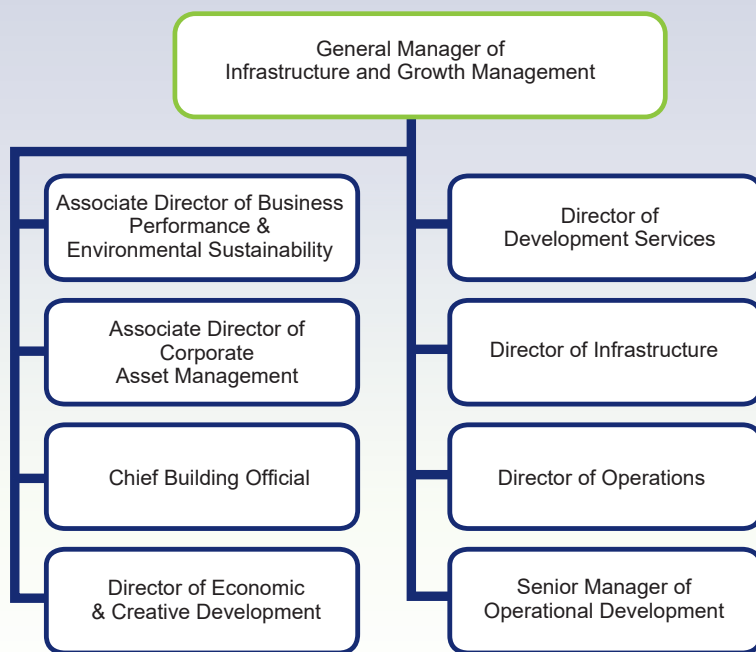 General Manager of
Infrastructure and Growth Management
Associate Director of Business
Performance &
Environmental Sustainability
Director of
Development Services
Associate Director of
Corporate
Asset Management
Director of Infrastructure
Chief Building Official
Director of Operations
Director of Economic
& Creative Development
Senior Manager of
Operational Development